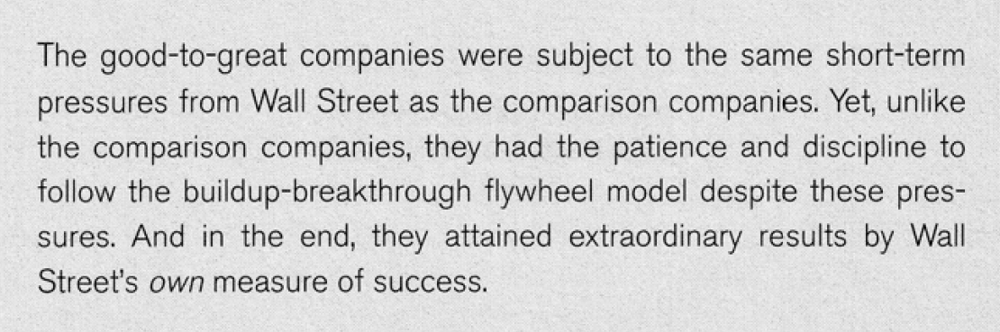 The good-to-great companies were subject to the same short-term
pressures from Wall Street as the comparison companies. Yet, unlike
the comparison companies, they had the patience and discipline to
follow the buildup-breakthrough flywheel model despite these pres-
sures. And in the end, they attained extraordinary results by Wall
Street's own measure of success.